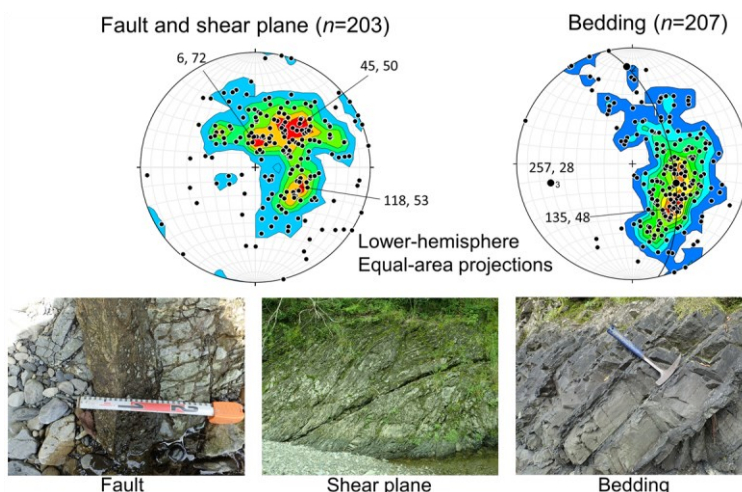 Fault and shear plane (n=203)
Bedding (n=207)
6, 72
45, 50
118, 53
257, 28
3
135, 48
Lower-hemisphere
Equal-area projections
Fault
Shear plane
Bedding